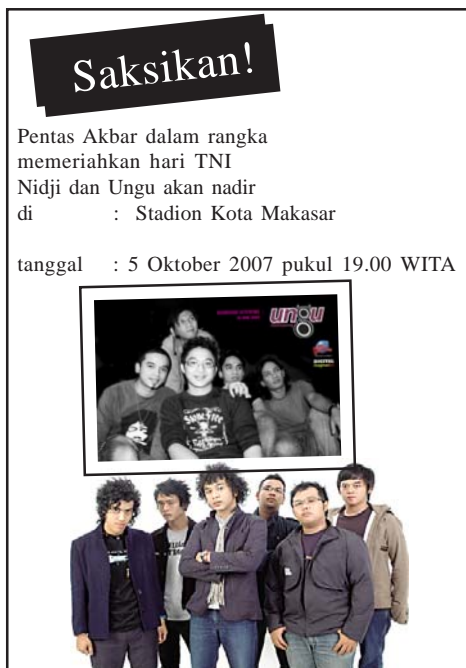 Saksikan!
Pentas Akbar dalam rangka
memeriahkan hari TNI
Nidji dan Ungu akan nadir
di : Stadion Kota Makasar
tanggal : 5 Oktober 2007 pukul 19.00 WITA
ungu